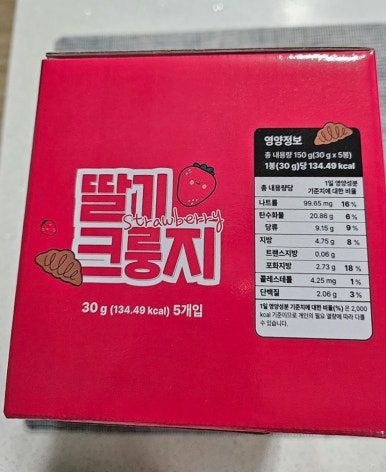 딸기
strawberry
크룽지
30 g (134.49 kcal) 5개입
영양정보
총 내용량 150 g(30 g x 5봉)
1봉(30 g)당 134.49 kcal
총 내용량당 1일 영양성분 기준치에 대한 비율
나트륨 99.65 mg 16 %
탄수화물 20.86 g 6 %
당류 9.15 g 9 %
지방 4.75 g 8 %
트랜스지방 0.06 g
포화지방 2.73 g 18 %
콜레스테롤 4.25 mg 1 %
단백질 2.06 g 3 %
1일 영양성분 기준치에 대한 비율(%)은 2,000
kcal 기준이므로 개인의 필요 열량에 따라 다를
수 있습니다.